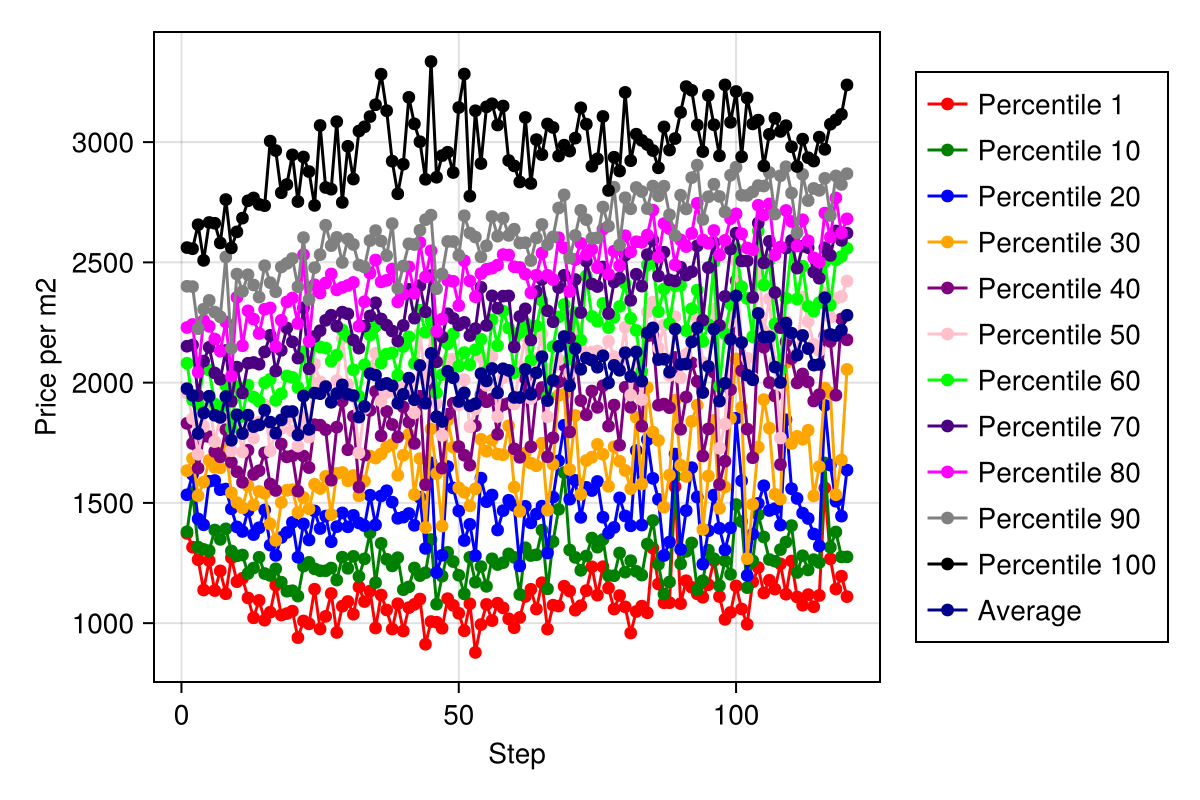 Price per m2
3000
2500
2000
1500
1000
0
50
100
Step
Percentile 1
Percentile 10
Percentile 20
Percentile 30
Percentile 40
Percentile 50
Percentile 60
Percentile 70
Percentile 80
Percentile 90
Percentile 100
Average